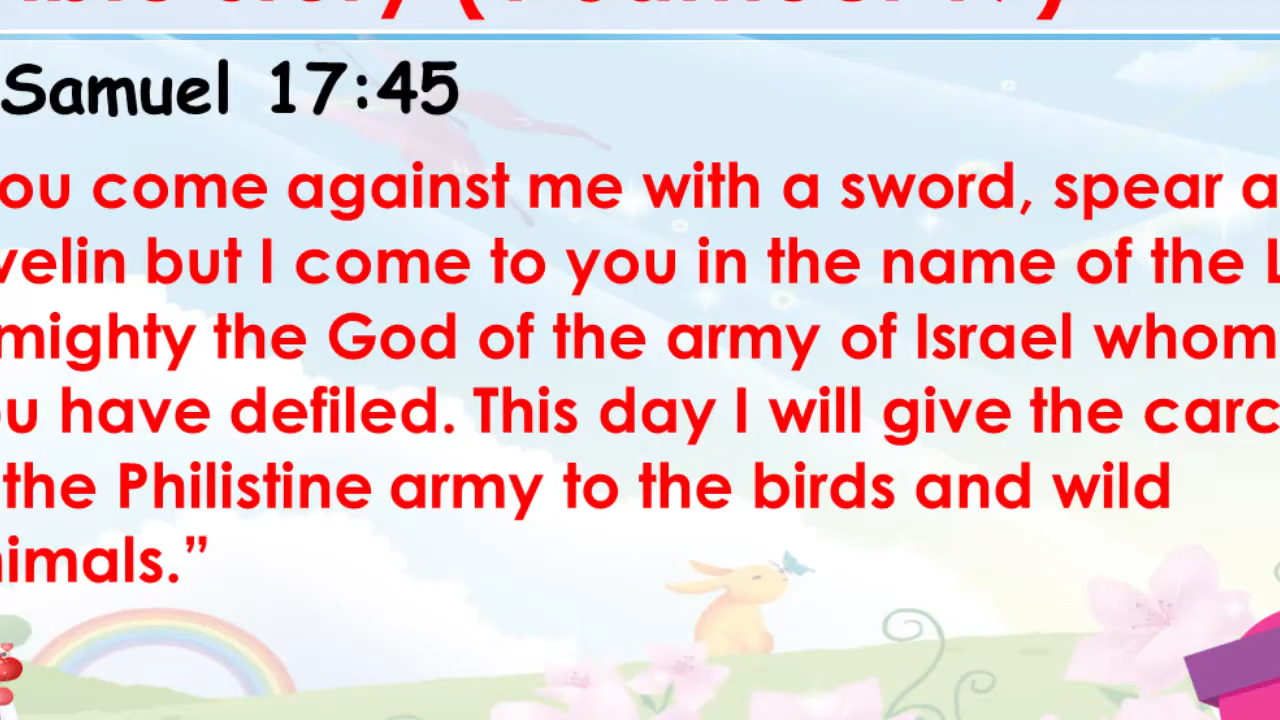 Samuel 17:45
ou come against me with a sword, spear a
velin but I come to you in the name of the L
mighty the God of the army of Israel whom
ou have defiled. This day I will give the carc
the Philistine army to the birds and wild
nimals.”